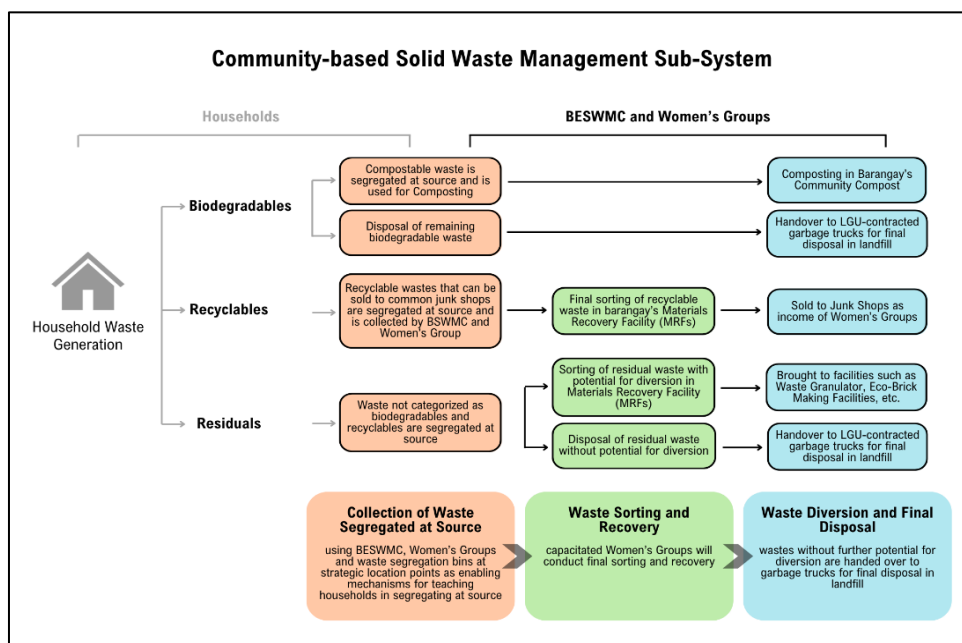 Community-based Solid Waste Management Sub-System
Households
BESWMC and Women's Groups
Household Waste
Generation
Biodegradables
Compostable waste is
segregated at source and is
used for Composting
Composting in Barangay's
Community Compost
Disposal of remaining
biodegradable waste
Handover to LGU-contracted
garbage trucks for final
disposal in landfill
Recyclables
Recyclable wastes that can be
sold to common junk shops
are segregated at source and
is collected by BSWMC and
Women's Group
Final sorting of recyclable
waste in barangay's Materials
Recovery Facility (MRFs)
Sold to Junk Shops as
income of Women's Groups
Residuals
Waste not categorized as
biodegradables and
recyclables are segregated at
source
Sorting of residual waste with
potential for diversion in
Materials Recovery Facility
(MRFs)
Brought to facilities such as
Waste Granulator, Eco-Brick
Making Facilities, etc.
Disposal of residual waste
without potential for diversion
Handover to LGU-contracted
garbage trucks for final
disposal in landfill
Collection of Waste
Segregated at Source
using BESWMC, Women's Groups
and waste segregation bins at
strategic location points as enabling
mechanisms for teaching
households in segregating at source
Waste Sorting and
Recovery
capacitated Women's Groups will
conduct final sorting and recovery
Waste Diversion and Final
Disposal
wastes without further potential for
diversion are handed over to
garbage trucks for final disposal in
landfill